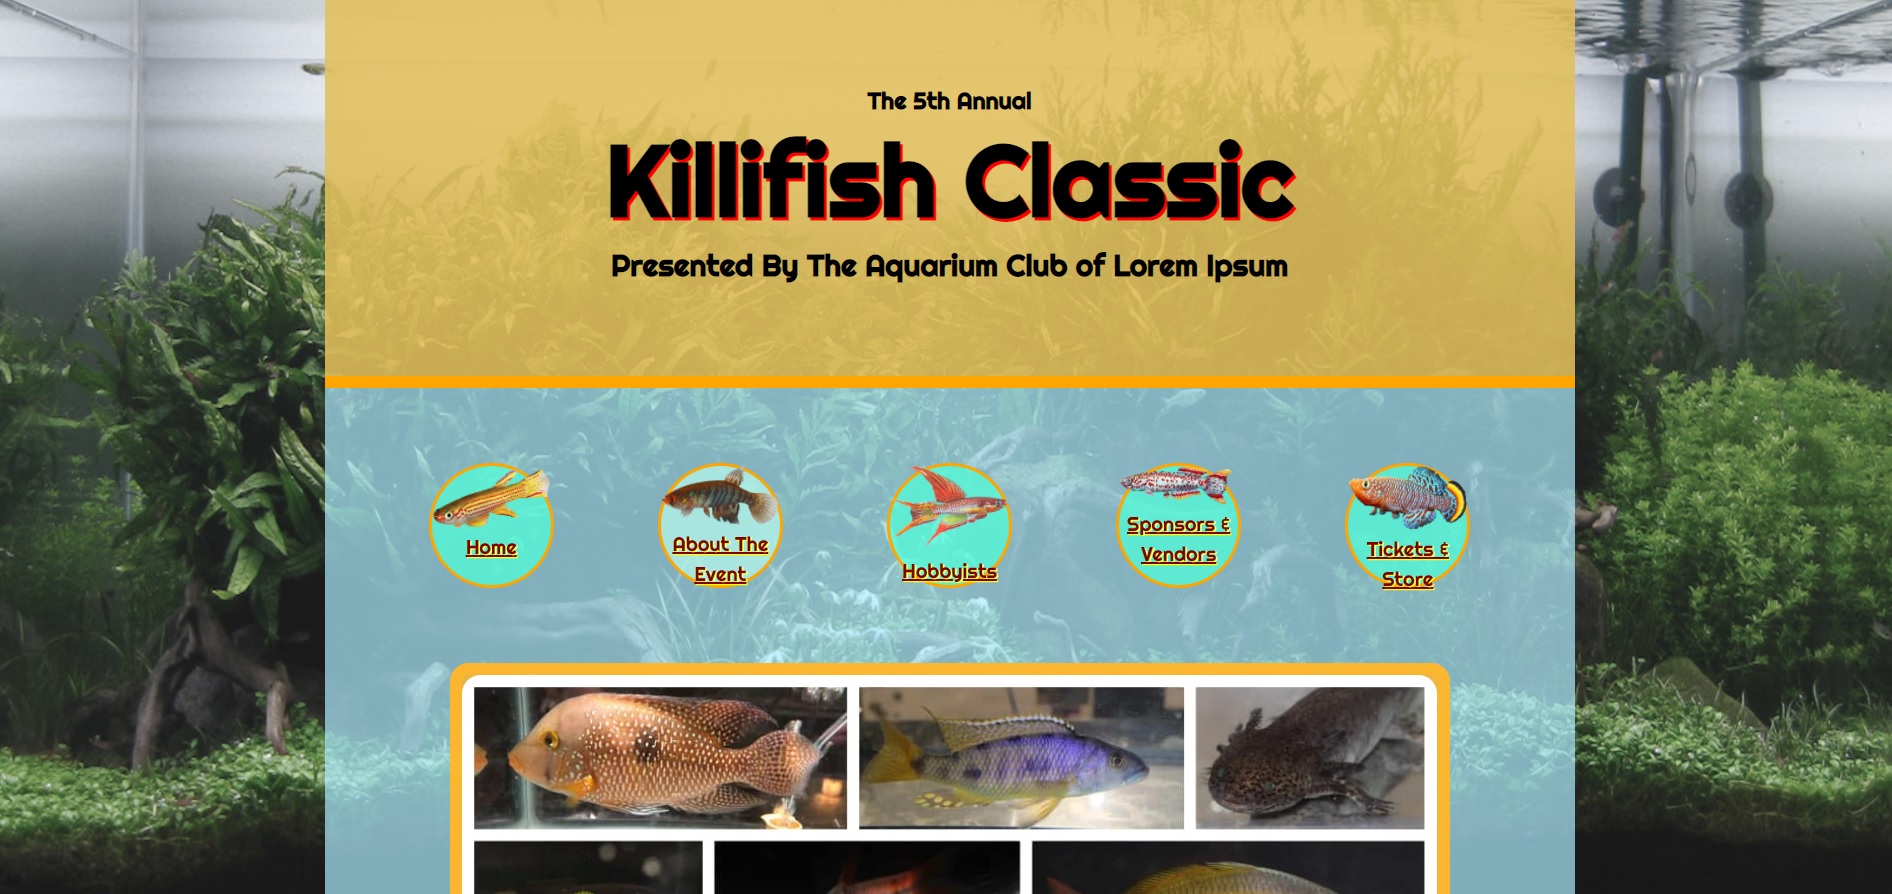 The 5th Annual
Killifish Classic
Presented By The Aquarium Club of Lorem Ipsum
Home
About The
Event
Hobbyists
Sponsors &
Vendors
Tickets &
Store